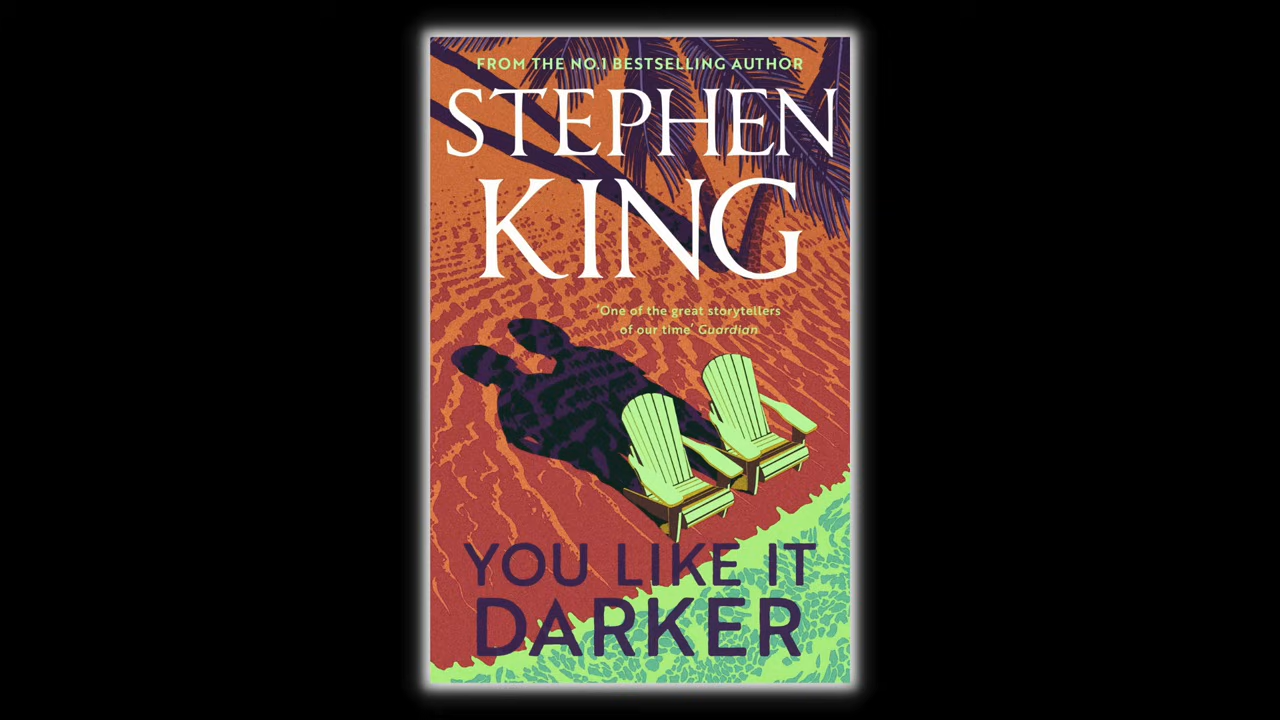 FROM THE NO.1 BESTSELLING AUTHOR
STEPHEN
KING
'One of the great storytellers
of our time' Guardian
YOU LIKE IT
DARKER